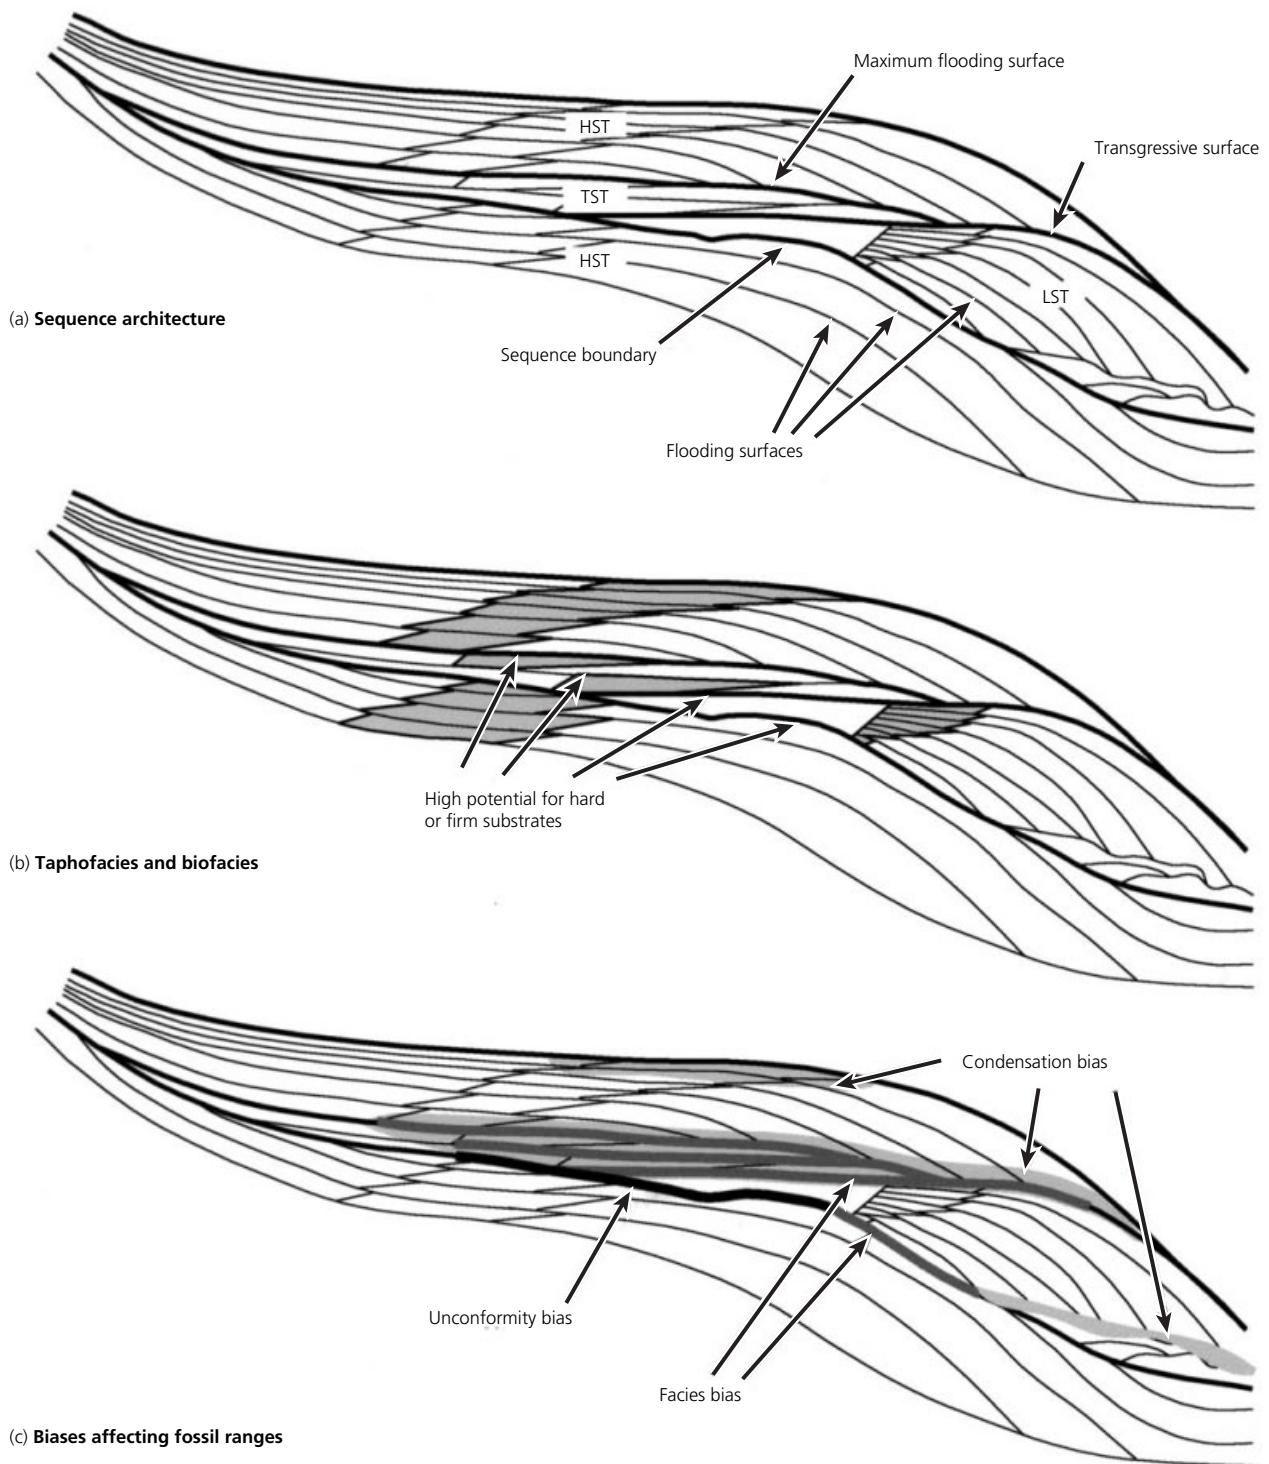 Maximum flooding surface
HST
Transgressive surface
TST
HST
LST
(a) Sequence architecture
Sequence boundary
Flooding surfaces
High potential for hard
or firm substrates
(b) Taphofacies and biofacies
Condensation bias
Unconformity bias
Facies bias
(c) Biases affecting fossil ranges